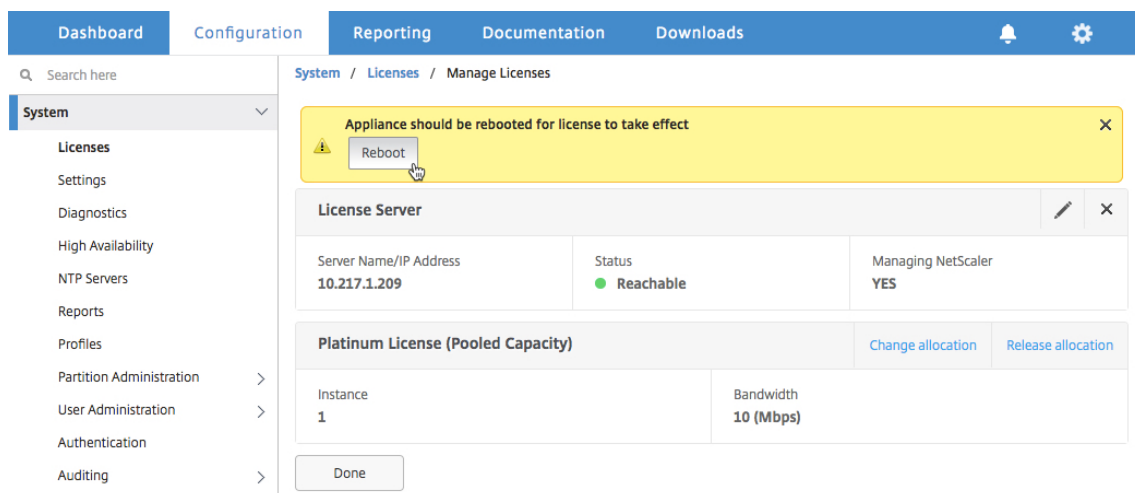 Dashboard Configuration Reporting Documentation Downloads
Search here
System / Licenses / Manage Licenses
System
Licenses
Settings
Diagnostics
High Availability
NTP Servers
Reports
Profiles
Partition Administration
User Administration
Authentication
Auditing
Appliance should be rebooted for license to take effect
Reboot
License Server
Server Name/IP Address Status Managing NetScaler
10.217.1.209 Reachable YES
Platinum License (Pooled Capacity) Change allocation Release allocation
Instance Bandwidth
1 10 (Mbps)
Done